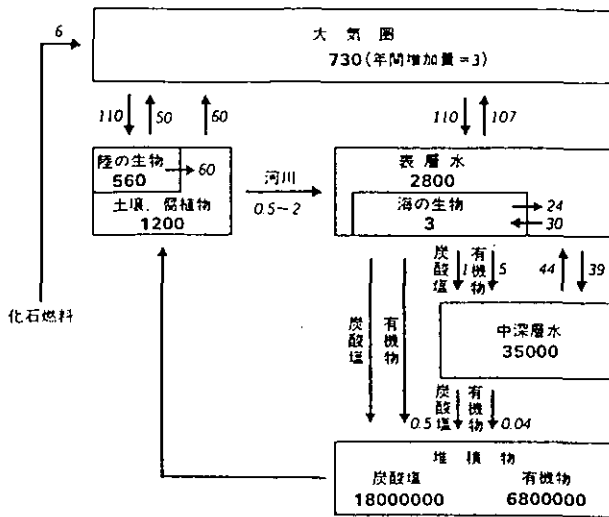 6
大気圏
730(年間増加量=3)
110 50 60
110 107
陸の生物
560
60
土壌、腐植物
1200
河川
0.5~2
表層水
2800
海の生物
3
24
30
炭酸塩 1
有機物 5
44 39
化石燃料
炭酸塩
有機物
中深層水
35000
0.5
炭酸塩
有機物
0.04
堆積物
炭酸塩 有機物
18000000 6800000